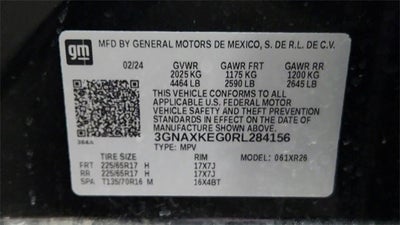 gm
MFD BY GENERAL MOTORS DE MEXICO, S. DE R.L. DE C.V.
02/24 GVWR GAWR FRT GAWR RR
2025 KG 1175 KG 1200 KG
4464 LB 2590 LB 2645 LB
THIS VEHICLE CONFORMS TO ALL
APPLICABLE U.S. FEDERAL MOTOR
VEHICLE SAFETY AND THEFT PREVENTION
STANDARDS IN EFFECT ON THE DATE OF
MANUFACTURE SHOWN ABOVE.
3GNAXKEG0RL284156
TYPE: MPV
TIRE SIZE RIM MODEL: 061XR26
FRT 225/65R17 H 17X7J
RR 225/65R17 H 17X7J
SPA T135/70R16 M 16X4BT